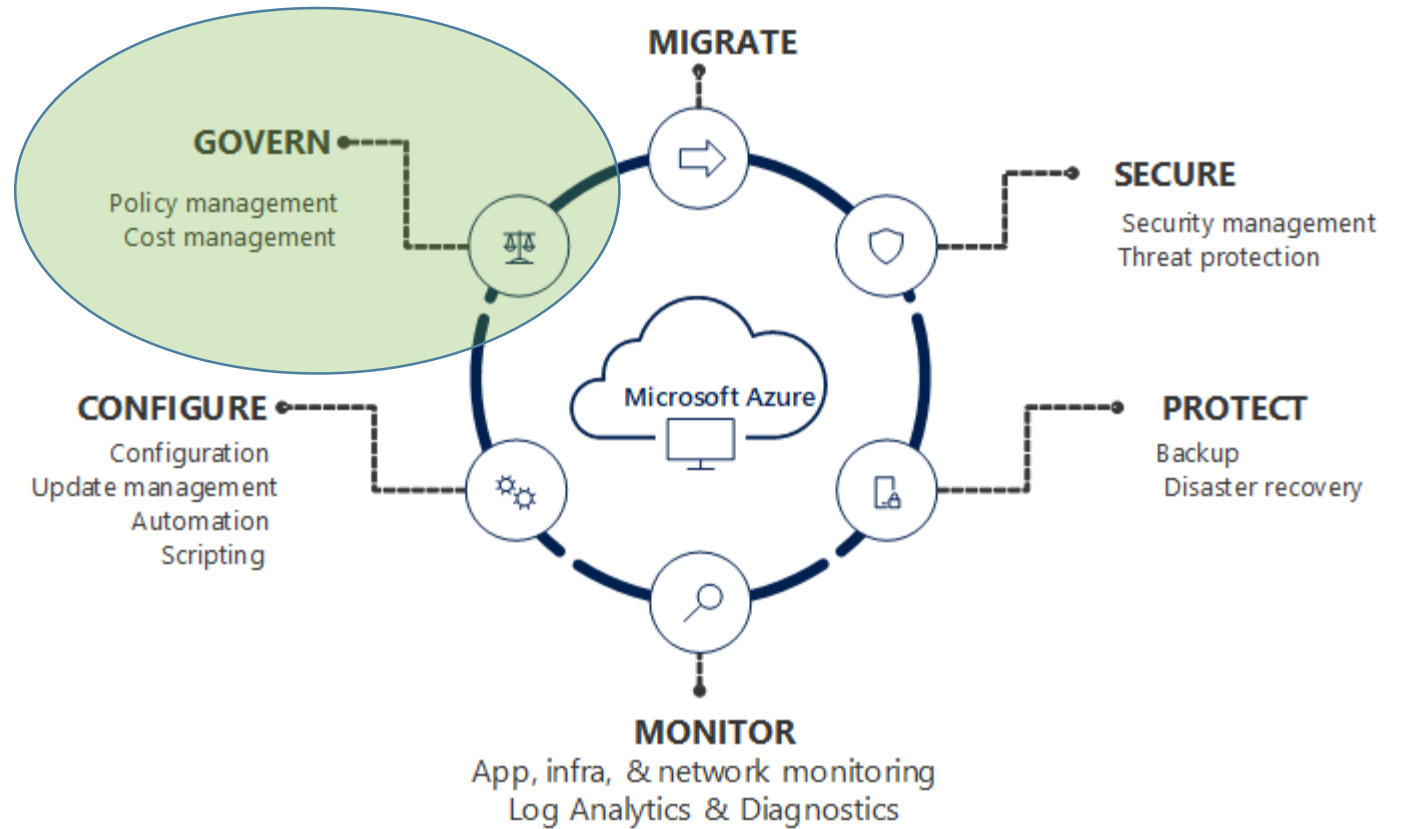 MIGRATE
GOVERN
Policy management
Cost management
SECURE
Security management
Threat protection
Microsoft Azure
CONFIGURE
Configuration
Update management
Automation
Scripting
PROTECT
Backup
Disaster recovery
MONITOR
App, infra, & network monitoring
Log Analytics & Diagnostics